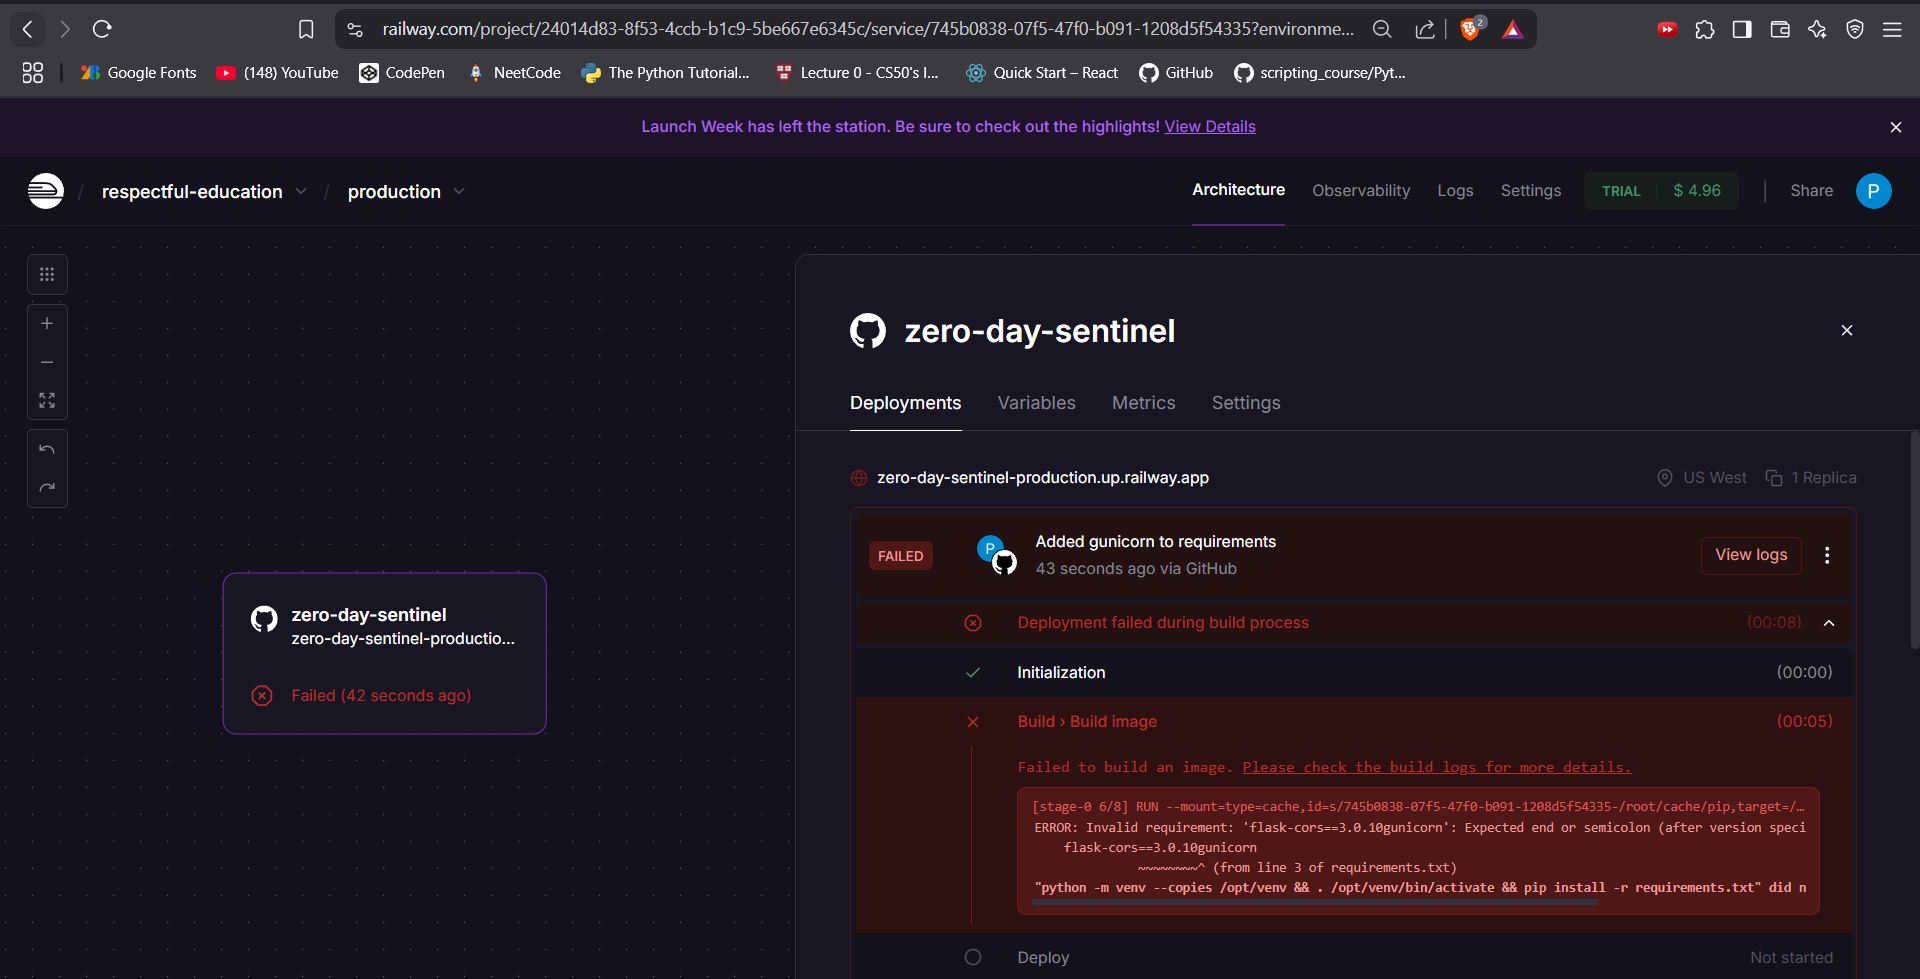 railway.com/project/24014d83-8f53-4ccb-b1c9-5be667e6345c/service/745b0838-07f5-47f0-b091-1208d5f54335?environme...
2
Google Fonts
(148) YouTube
CodePen
NeetCode
The Python Tutorial...
Lecture 0 - CS50's I...
Quick Start – React
GitHub
scripting_course/Pyt...
Launch Week has left the station. Be sure to check out the highlights! View Details
/ respectful-education / production
Architecture
Observability
Logs
Settings
TRIAL $ 4.96
Share
P
zero-day-sentinel
zero-day-sentinel-productio...
Failed (42 seconds ago)
zero-day-sentinel
Deployments
Variables
Metrics
Settings
zero-day-sentinel-production.up.railway.app
US West
1 Replica
FAILED
P
Added gunicorn to requirements
43 seconds ago via GitHub
View logs
Deployment failed during build process (00:08)
Initialization (00:00)
Build › Build image (00:05)
Failed to build an image. Please check the build logs for more details.
[stage-0 6/8] RUN --mount=type=cache,id=s/745b0838-07f5-47f0-b091-1208d5f54335-/root/cache/pip,target=/…
ERROR: Invalid requirement: 'flask-cors==3.0.10gunicorn': Expected end or semicolon (after version speci
flask-cors==3.0.10gunicorn
~~~~~~~~^ (from line 3 of requirements.txt)
"python -m venv --copies /opt/venv && . /opt/venv/bin/activate && pip install -r requirements.txt" did n
Deploy
Not started